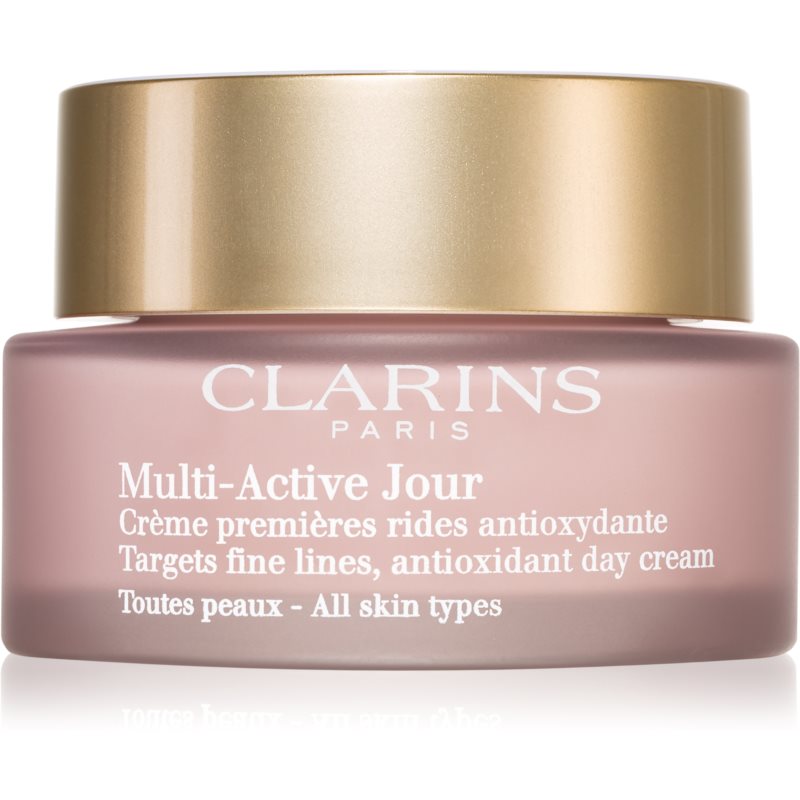 CLARINS
PARIS
Multi-Active Jour
Crème premières rides antioxydante
Targets fine lines, antioxidant day cream
Toutes peaux - All skin types